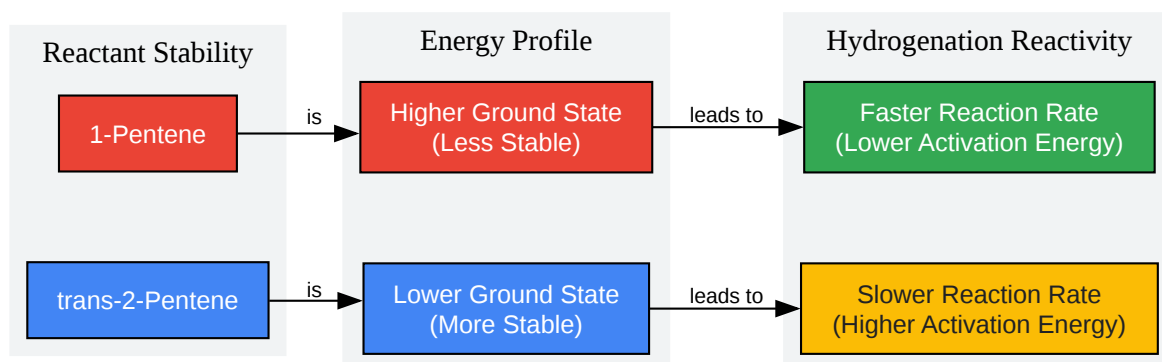 Reactant Stability
Energy Profile
Hydrogenation Reactivity
1-Pentene
is
Higher Ground State
(Less Stable)
leads to
Faster Reaction Rate
(Lower Activation Energy)
trans-2-Pentene
is
Lower Ground State
(More Stable)
leads to
Slower Reaction Rate
(Higher Activation Energy)